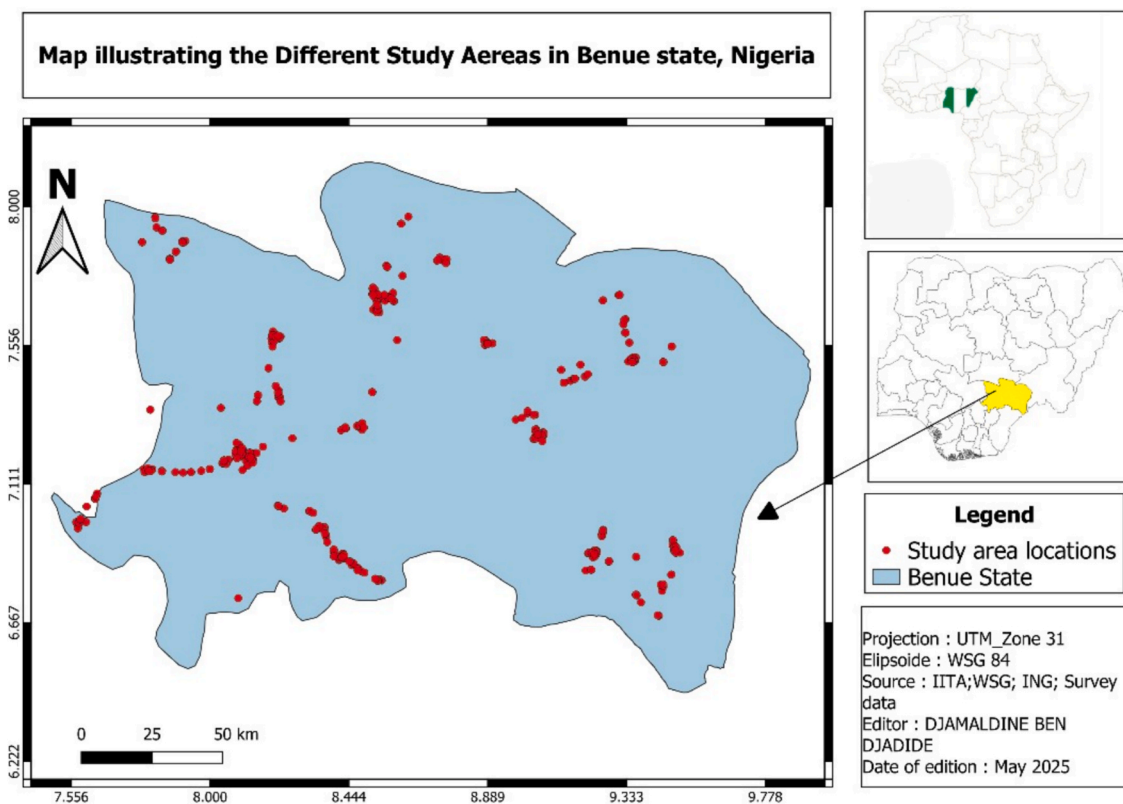 Map illustrating the Different Study Aereas in Benue state, Nigeria
N
8.000
7.556
7.111
6.667
6.222
0 25 50 km
7.556 8.000 8.444 8.889 9.333 9.778
Legend
Study area locations
Benue State
Projection : UTM_Zone 31
Elipsoide : WSG 84
Source : IITA;WSG; ING; Survey
data
Editor : DJAMALDINE BEN
DJADIDE
Date of edition : May 2025